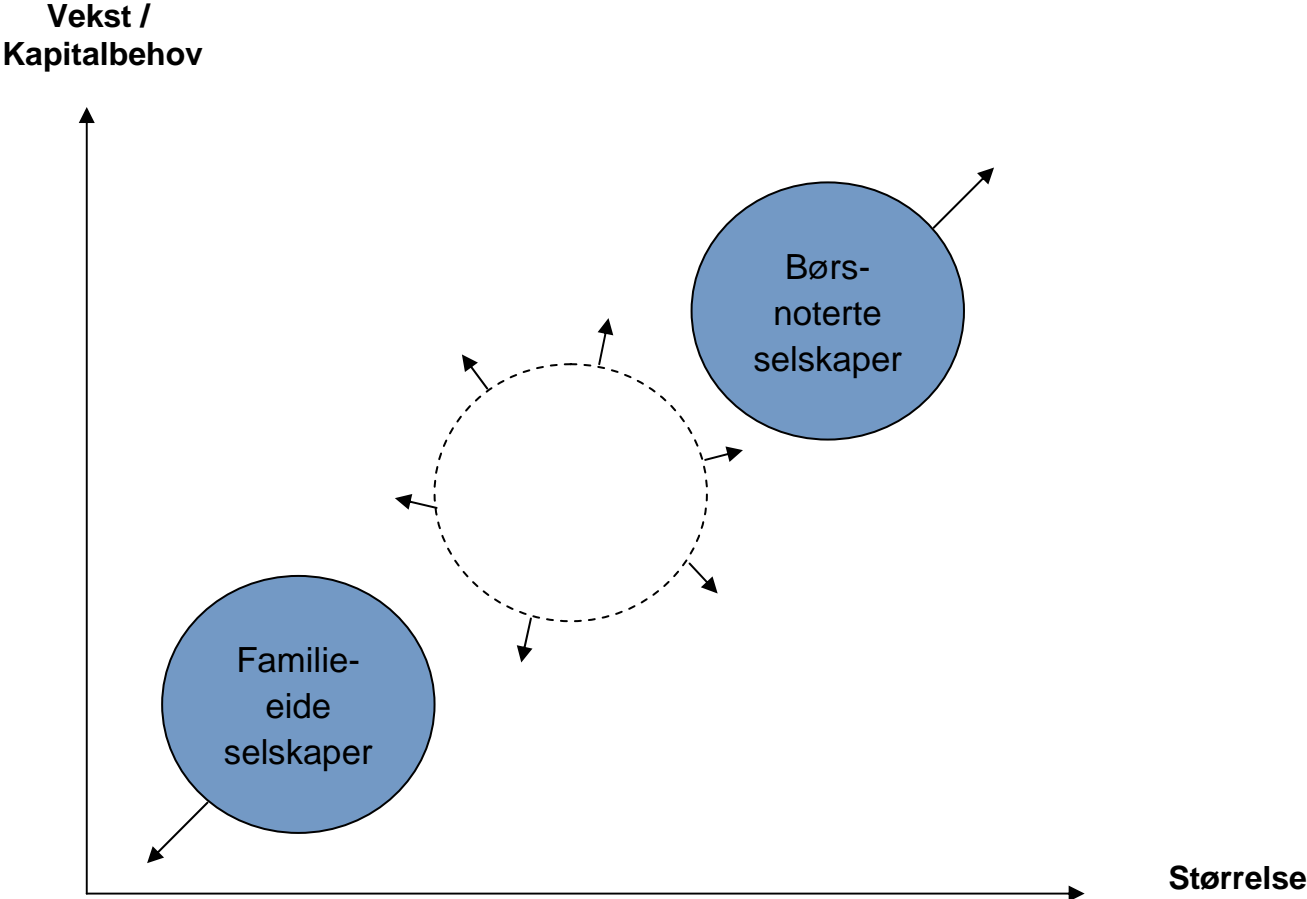 Vekst /
Kapitalbehov
Børs-
noterte
selskaper
Familie-
eide
selskaper
Størrelse